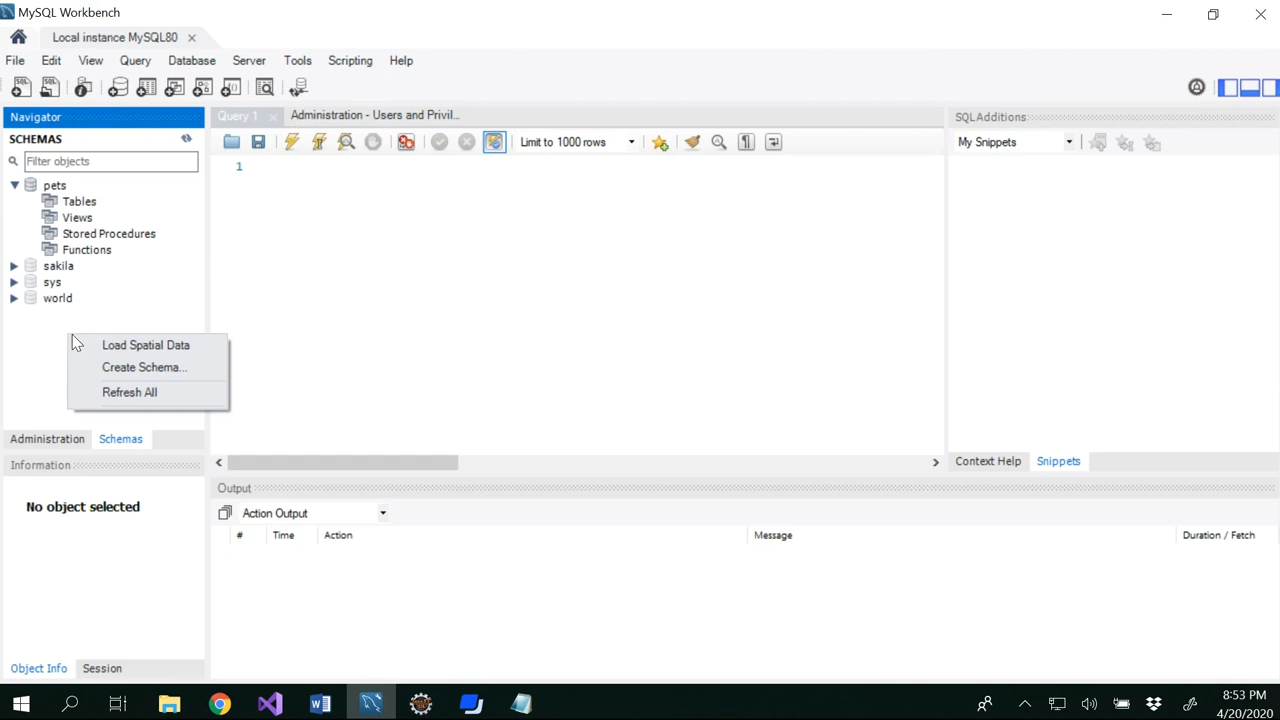 MySQL Workbench
Local instance MySQL80
File Edit View Query Database Server Tools Scripting Help
Navigator
SCHEMAS
Filter objects
pets
Tables
Views
Stored Procedures
Functions
sakila
sys
world
Load Spatial Data
Create Schema...
Refresh All
Administration Schemas
Information
No object selected
Object Info Session
Query 1 Administration - Users and Privil...
Limit to 1000 rows
1
SQLAdditions
My Snippets
Context Help Snippets
Output
Action Output
# Time Action Message Duration / Fetch
8:53 PM
4/20/2020